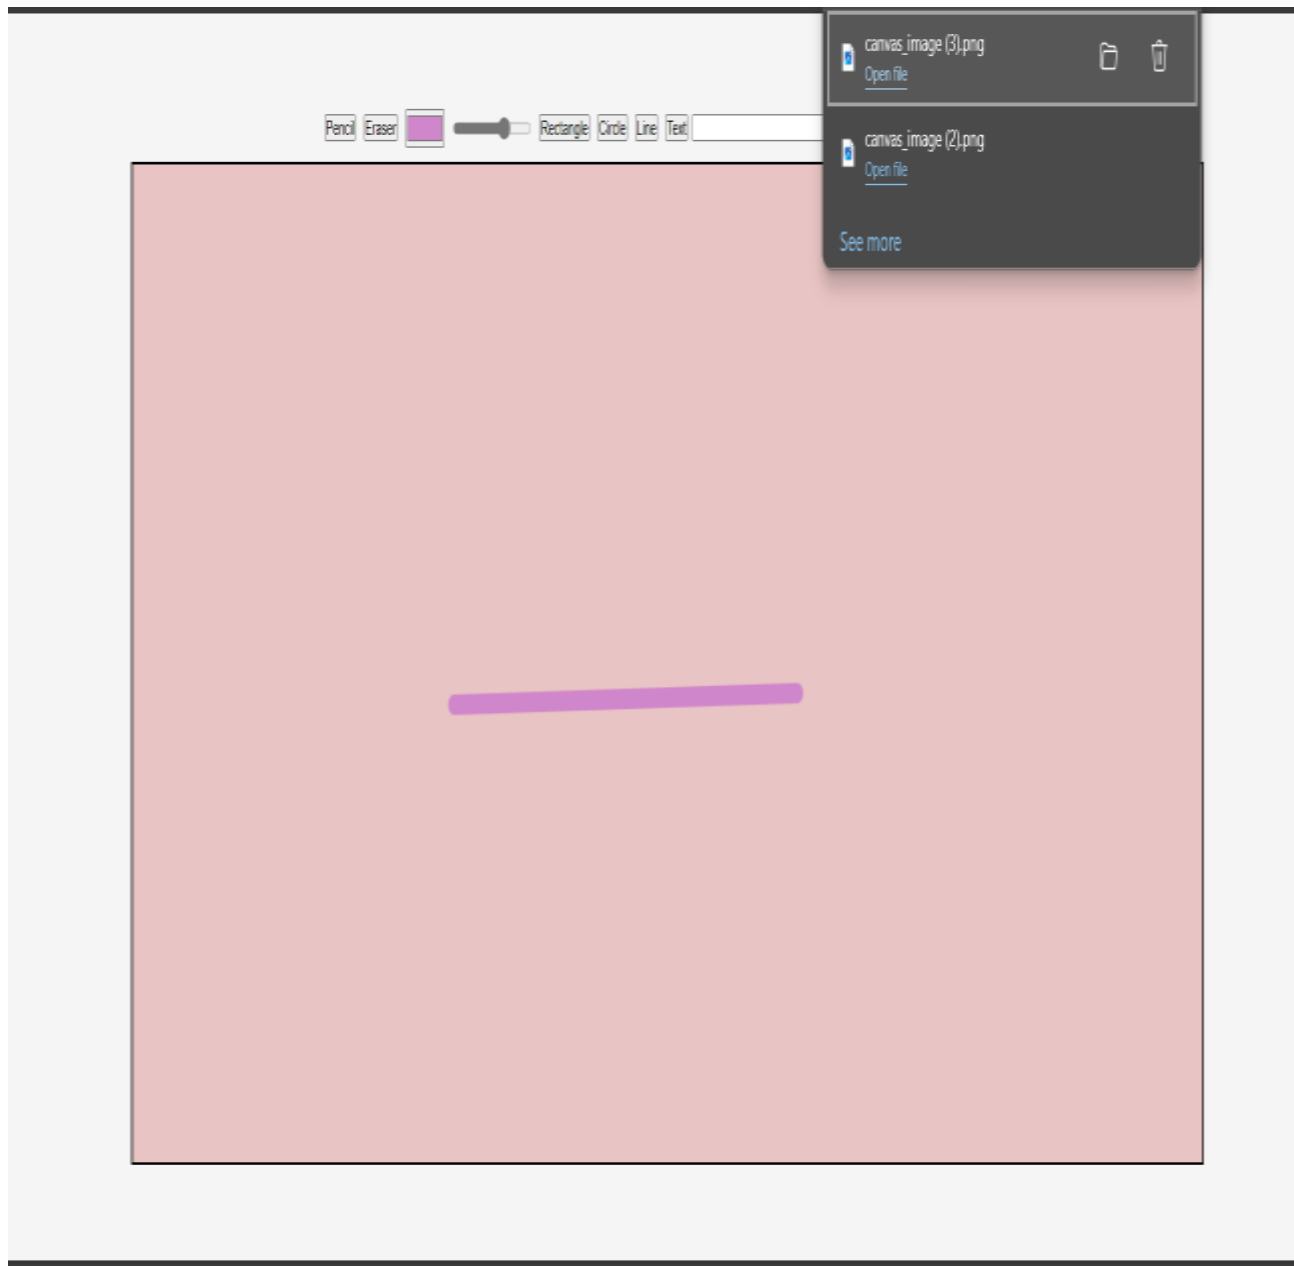 canvas_image (3).png
Open file
Pencil Eraser Rectangle Circle Line Text
canvas_image (2).png
Open file
See more